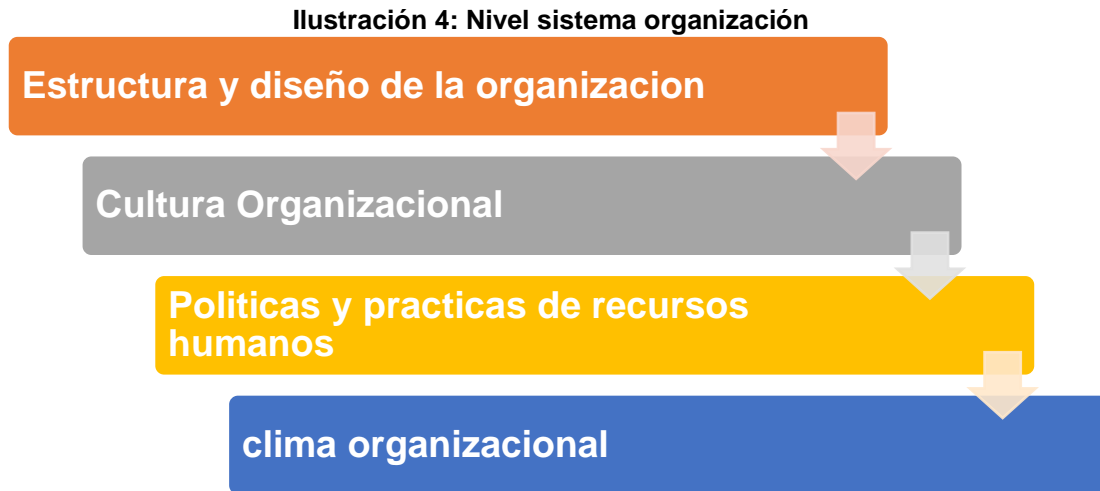 Ilustración 4: Nivel sistema organización
Estructura y diseño de la organizacion
Cultura Organizacional
Politicas y practicas de recursos
humanos
clima organizacional